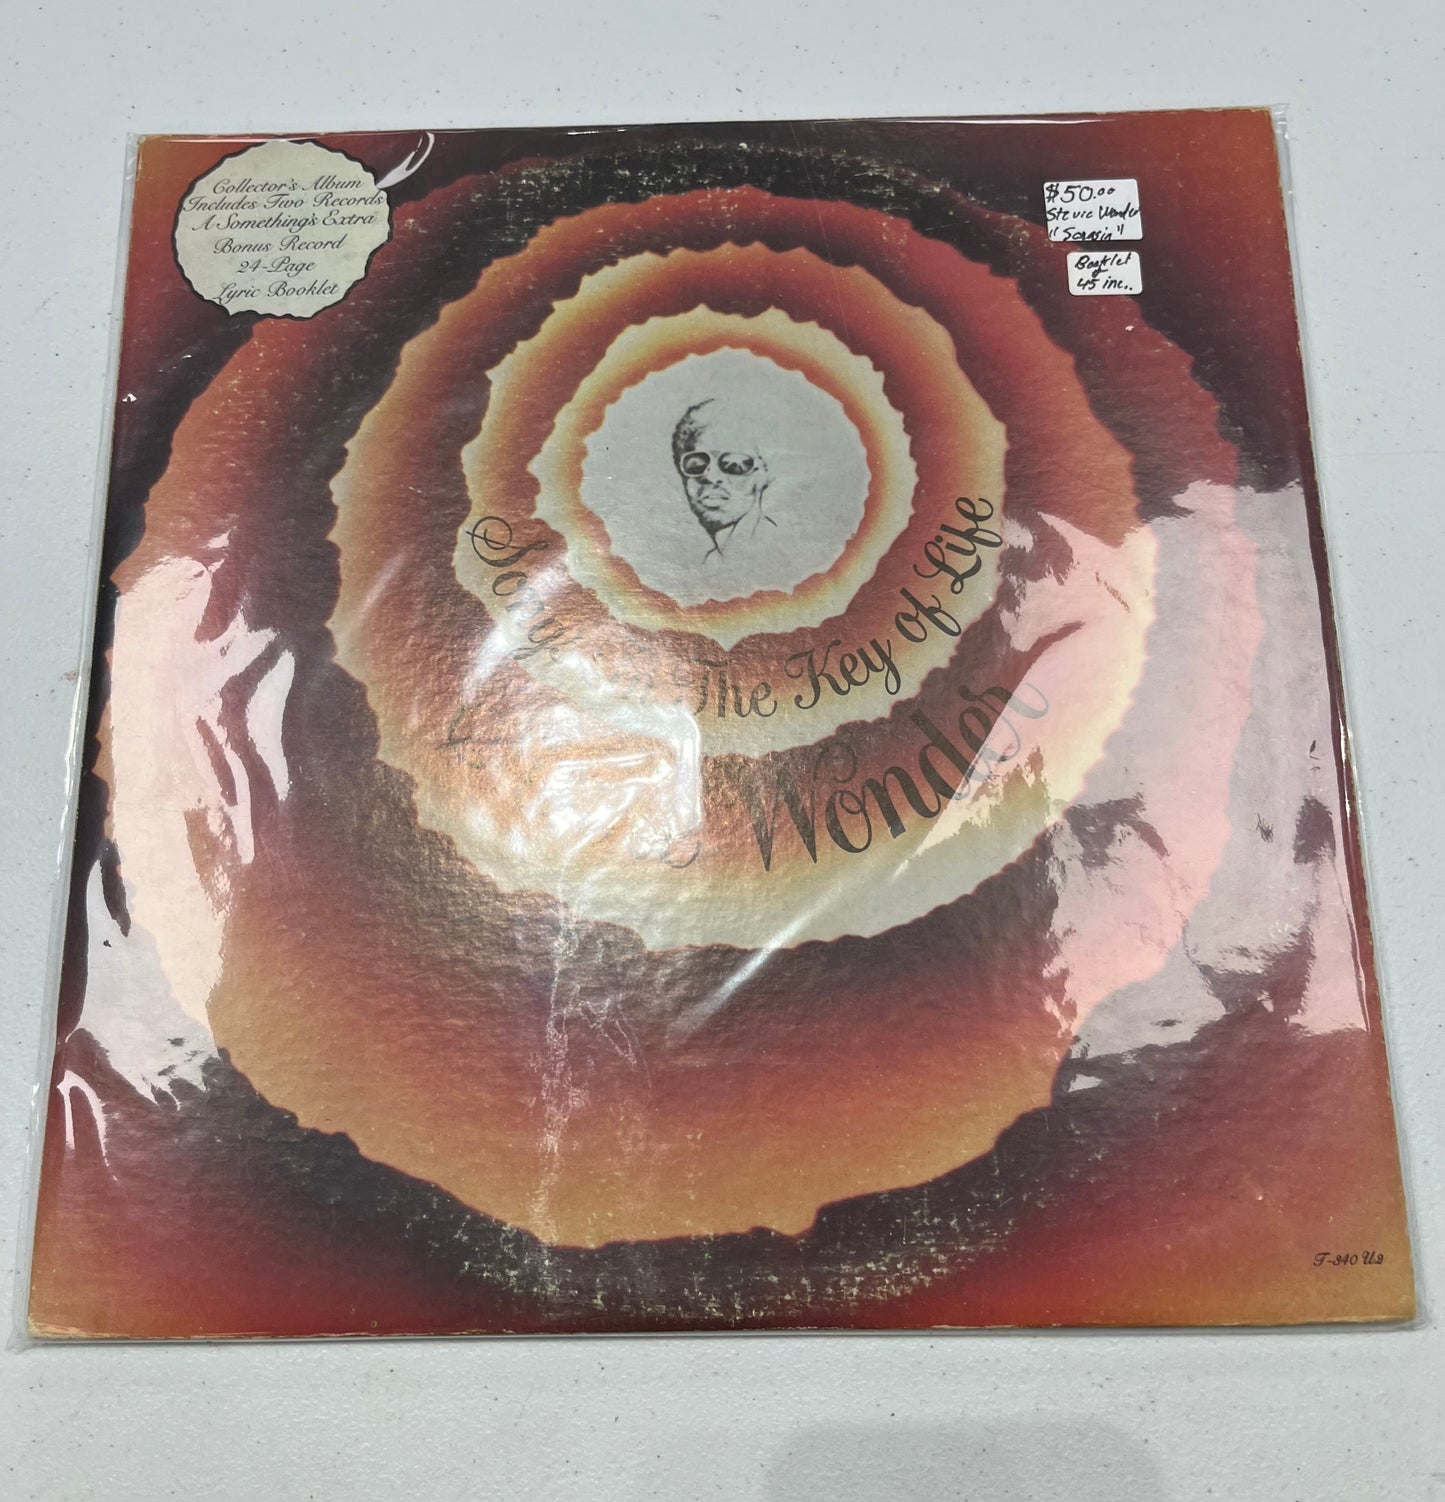 Collector's Album
Includes Two Records
A Something's Extra
Bonus Record
24-Page
Lyric Booklet
$50.00
Stevie Wonder
Booklet
45 inc..
Songs
The Key of Life
Wonder
T-340 U2